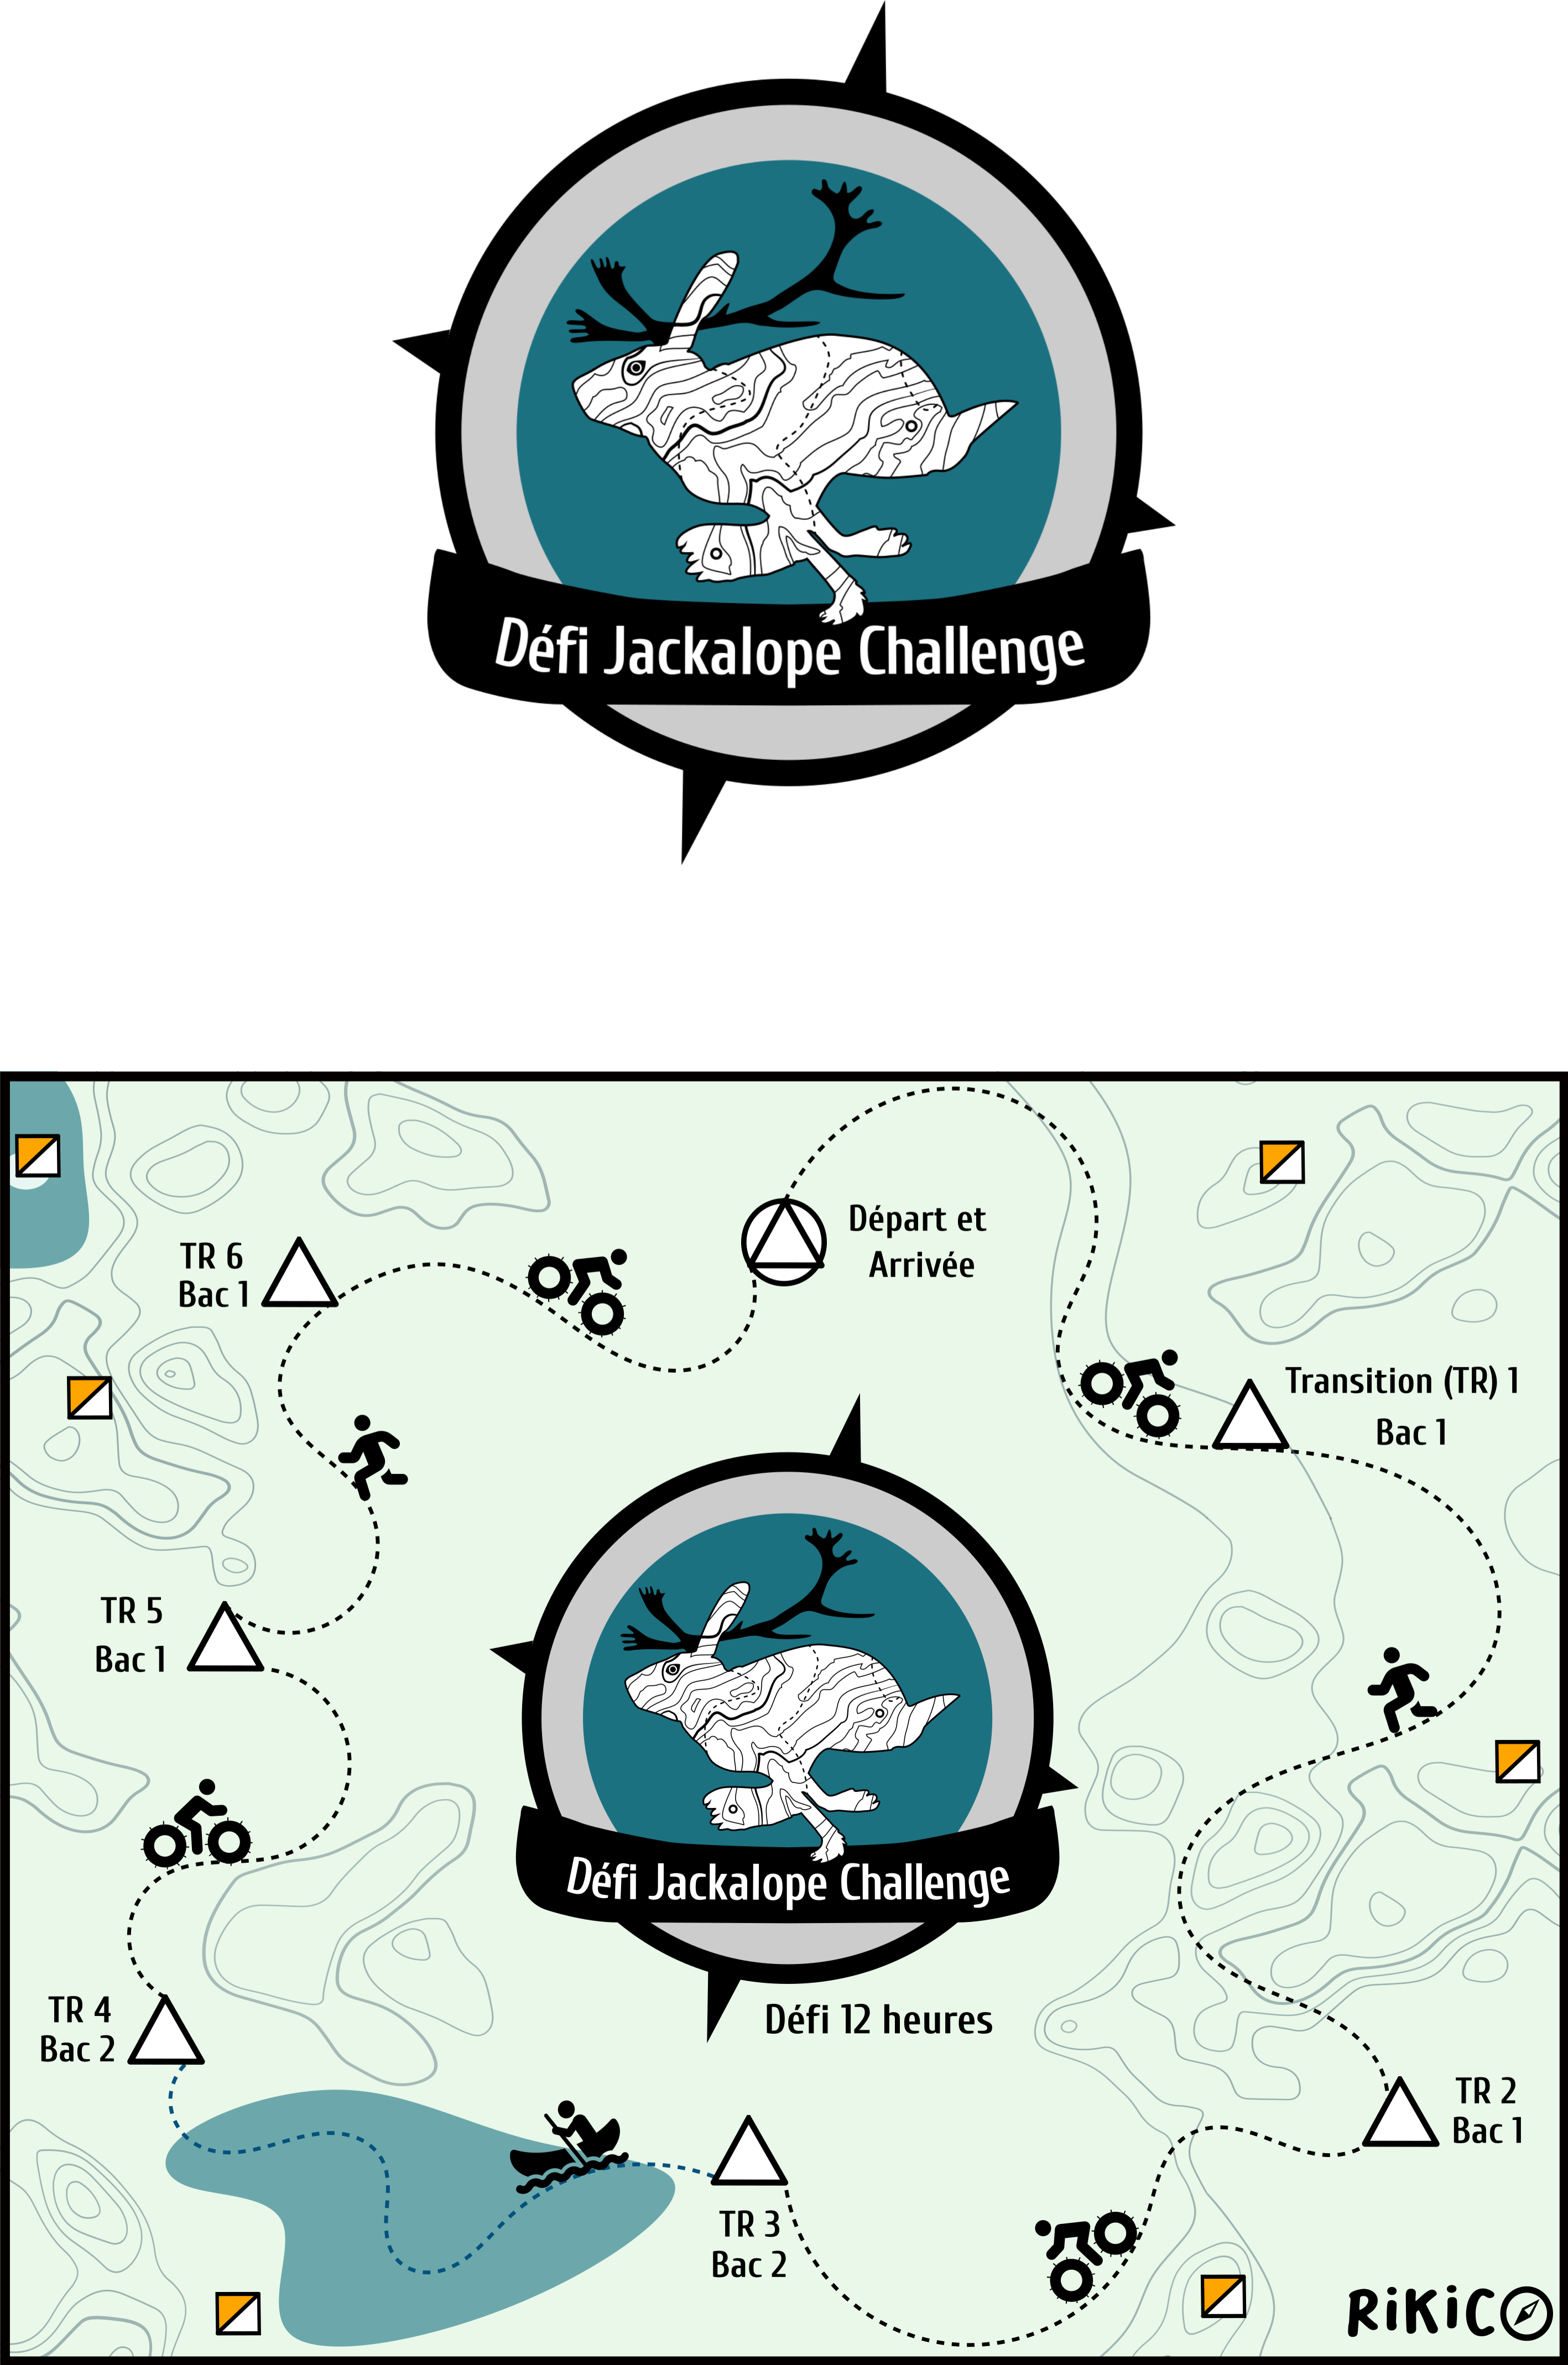 Défi Jackalope Challenge
Départ et
Arrivée
TR 6
Bac 1
Transition (TR) 1
Bac 1
TR 5
Bac 1
Défi Jackalope Challenge
TR 4
Bac 2
Défi 12 heures
TR 2
Bac 1
TR 3
Bac 2
RiKiCO